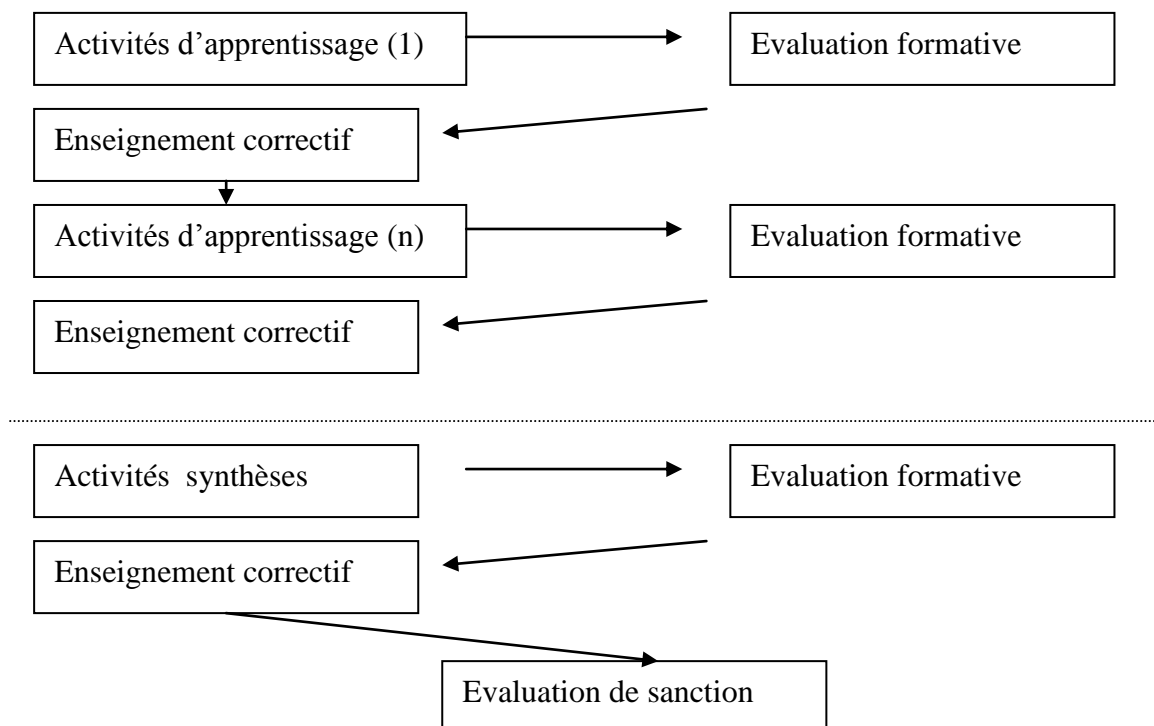 Activités d’apprentissage (1)
Evaluation formative
Enseignement correctif
Activités d’apprentissage (n)
Evaluation formative
Enseignement correctif
Activités  synthèses
Evaluation formative
Enseignement correctif
Evaluation de sanction